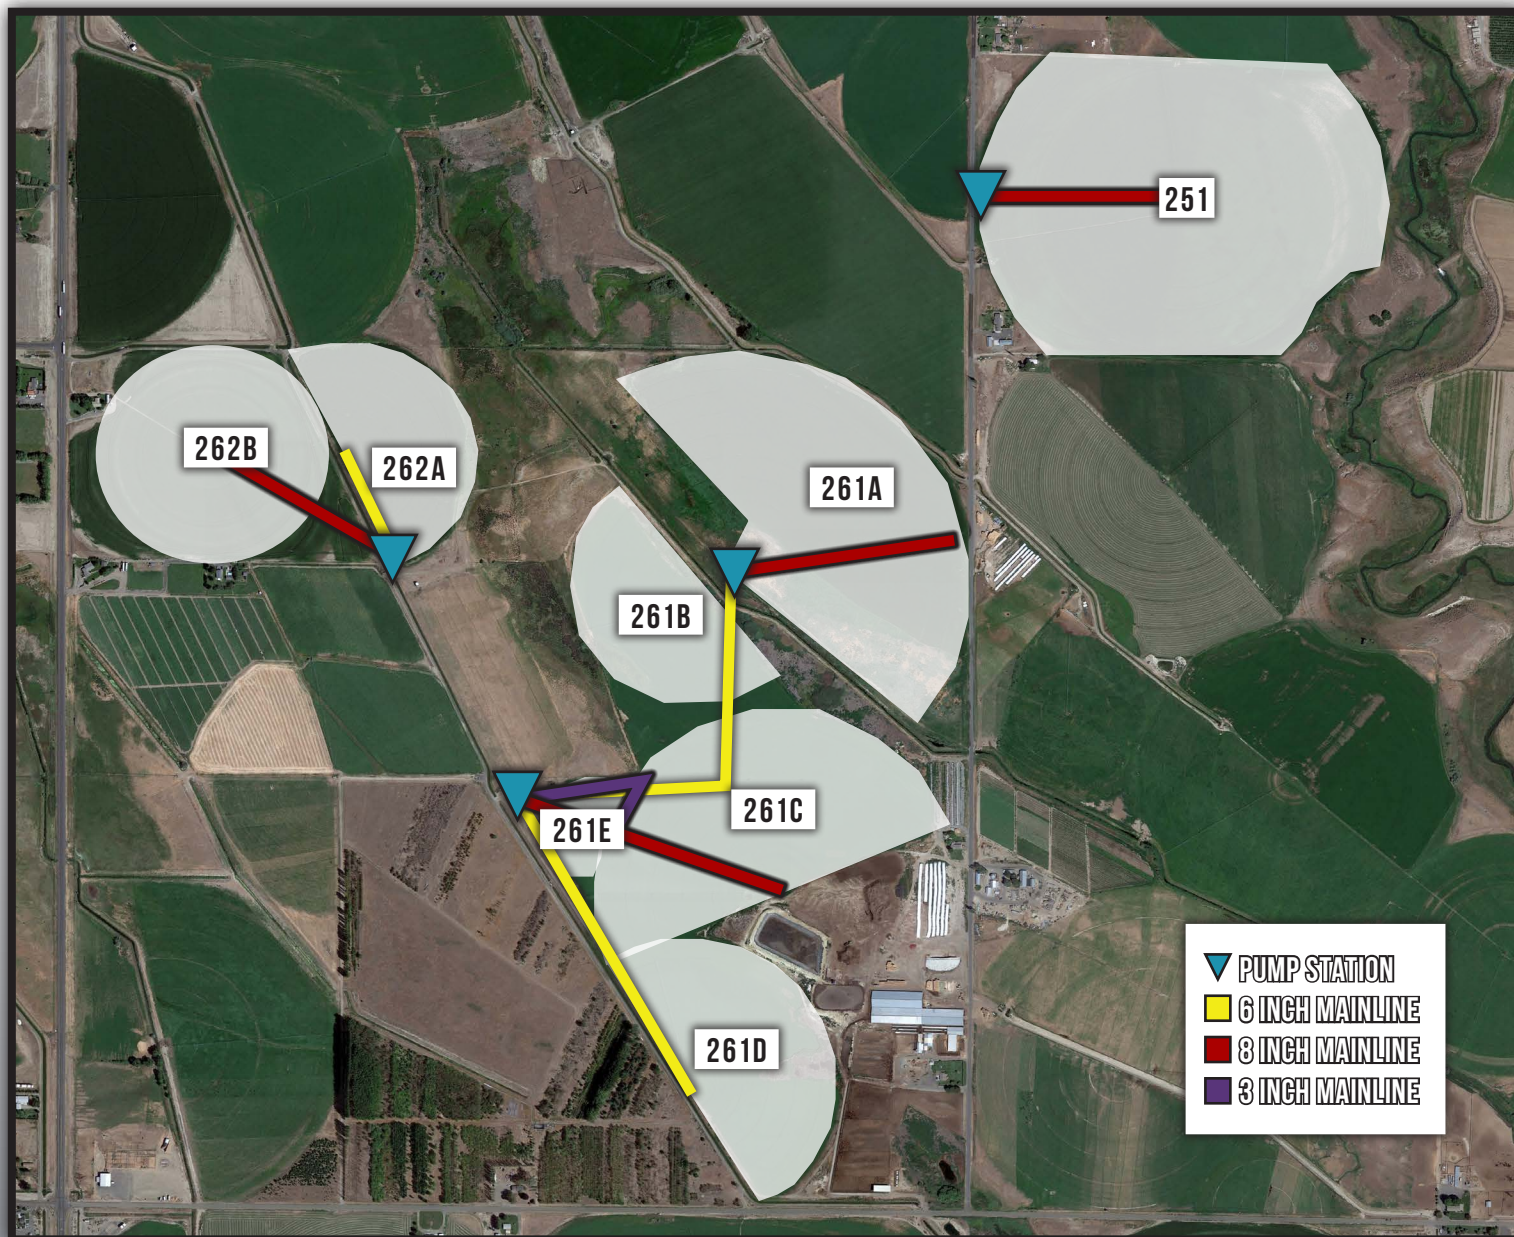 251
262B
262A
261A
261B
261C
261E
261D
PUMP STATION
6 INCH MAINLINE
8 INCH MAINLINE
3 INCH MAINLINE